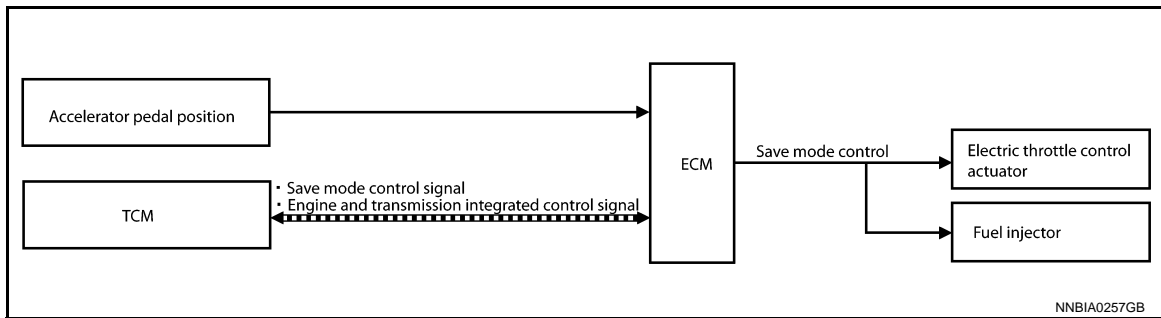 Accelerator pedal position
TCM
・ Save mode control signal
・ Engine and transmission integrated control signal
ECM
Save mode control
Electric throttle control
actuator
Fuel injector
NNBIA0257GB